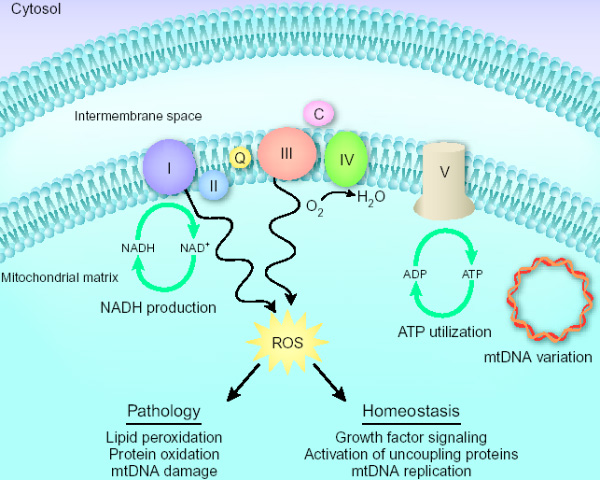 Cytosol
Intermembrane space
C
Q
III
IV
I
II
V
O₂
H₂O
NADH
NAD⁺
Mitochondrial matrix
NADH production
ADP
ATP
ATP utilization
mtDNA variation
ROS
Pathology
Lipid peroxidation
Protein oxidation
mtDNA damage
Homeostasis
Growth factor signaling
Activation of uncoupling proteins
mtDNA replication